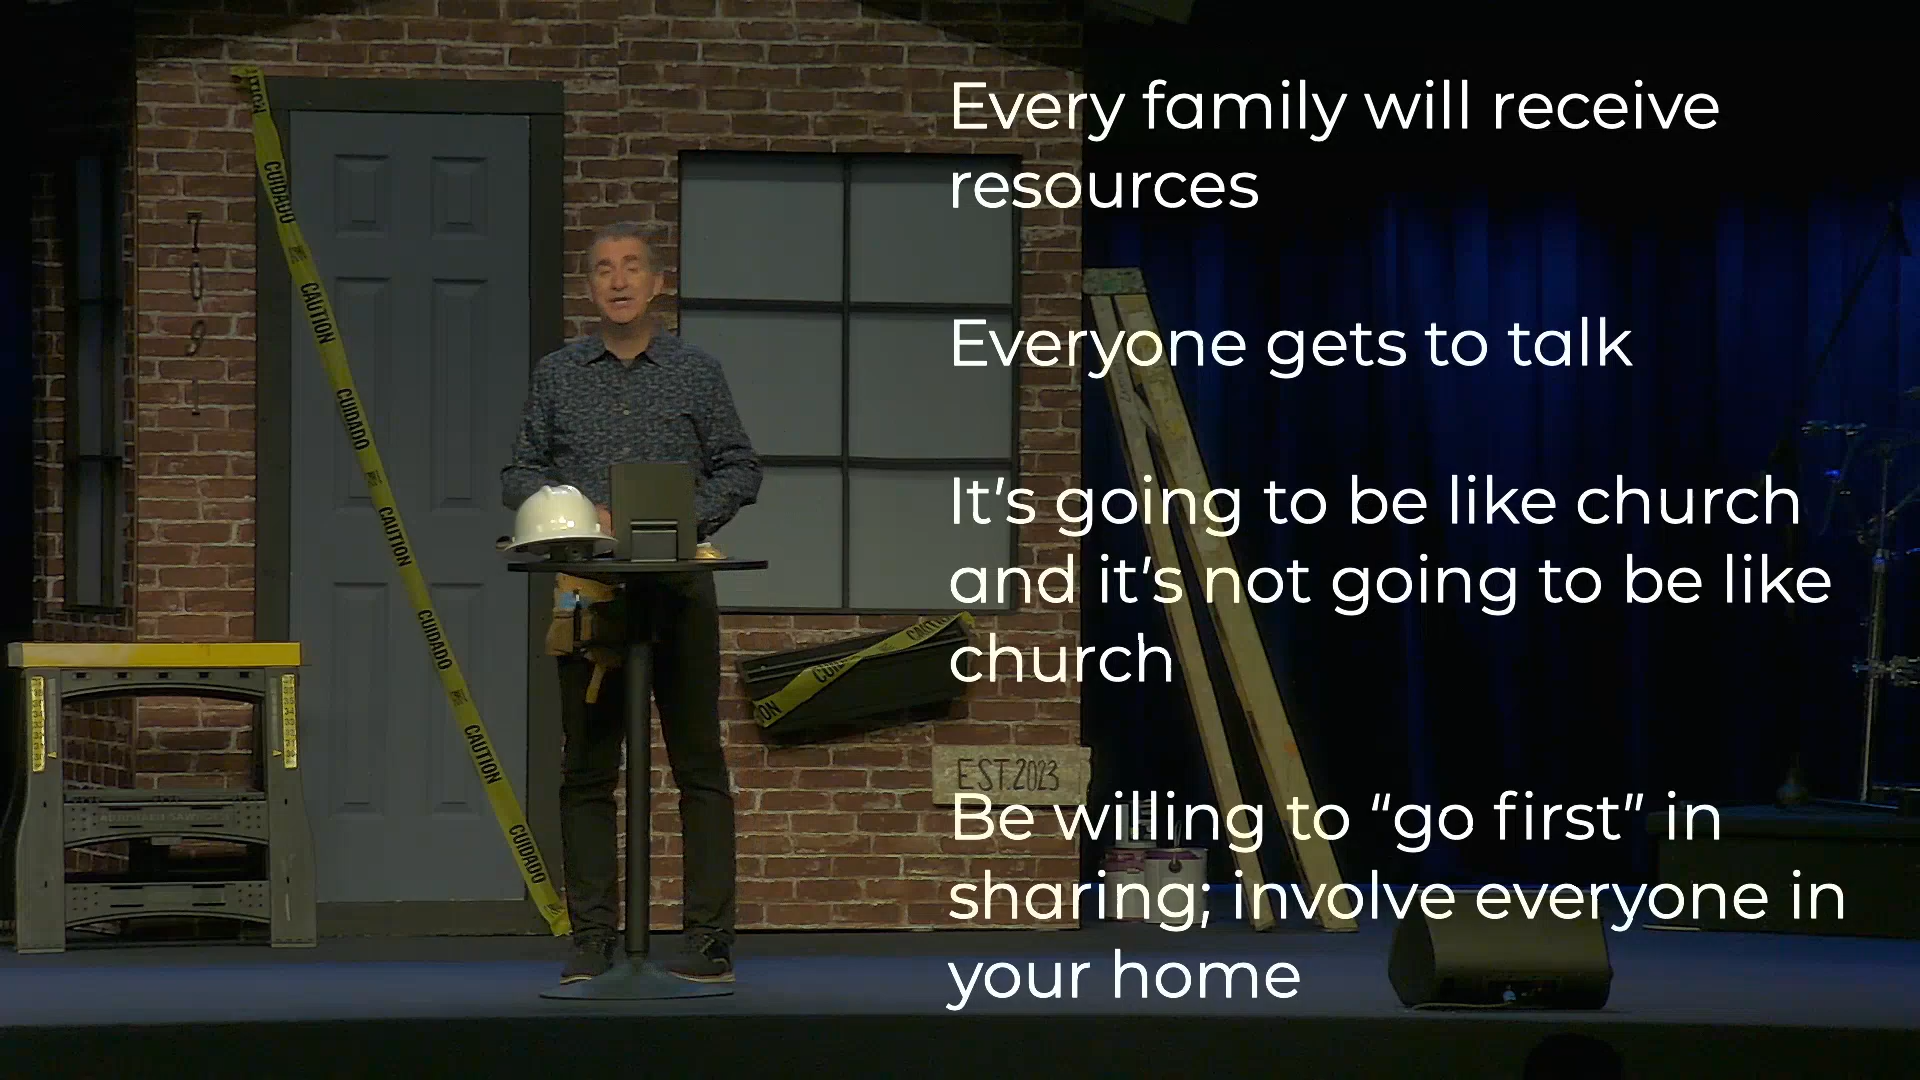 Every family will receive
resources
Everyone gets to talk
It's going to be like church
and it's not going to be like
church
Be willing to “go first” in
sharing; involve everyone in
your home
CAUTION
CUIDADO
CAUTION
CUIDADO
CAUTION
CUIDADO
CAUTION
CUIDADO
EST. 2023